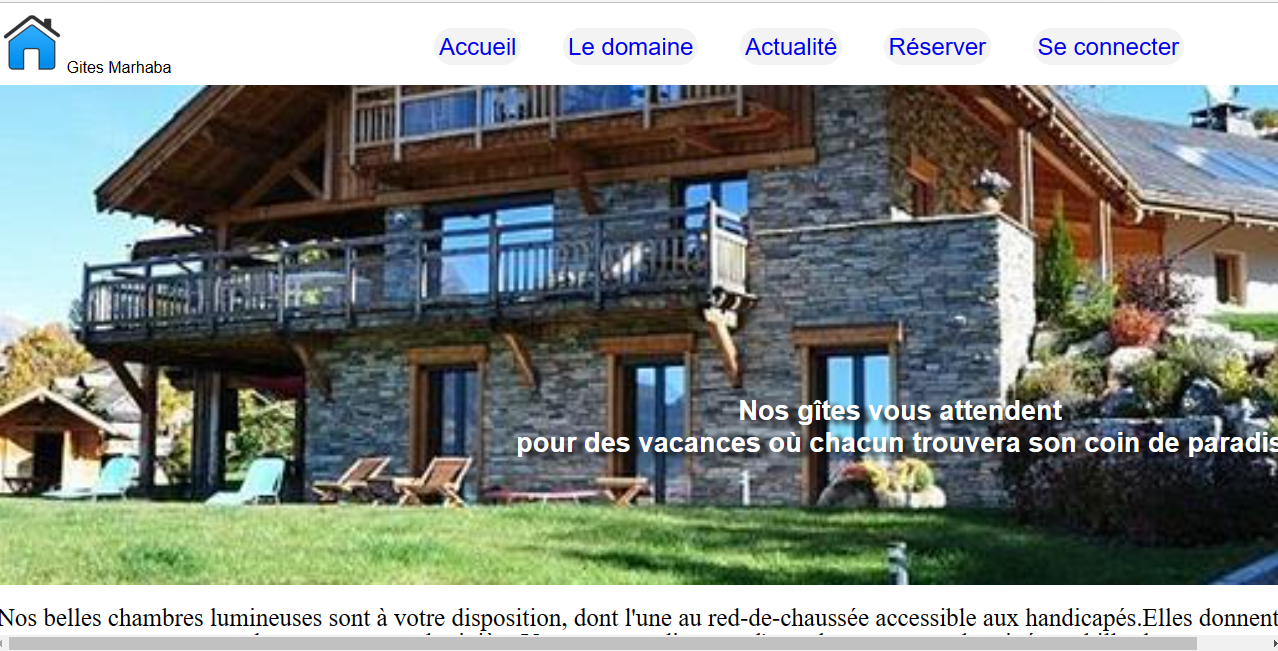 Gites Marhaba
Accueil
Le domaine
Actualité
Réserver
Se connecter
Nos gîtes vous attendent
pour des vacances où chacun trouvera son coin de paradis
Nos belles chambres lumineuses sont à votre disposition, dont l'une au red-de-chaussée accessible aux handicapés.Elles donnent